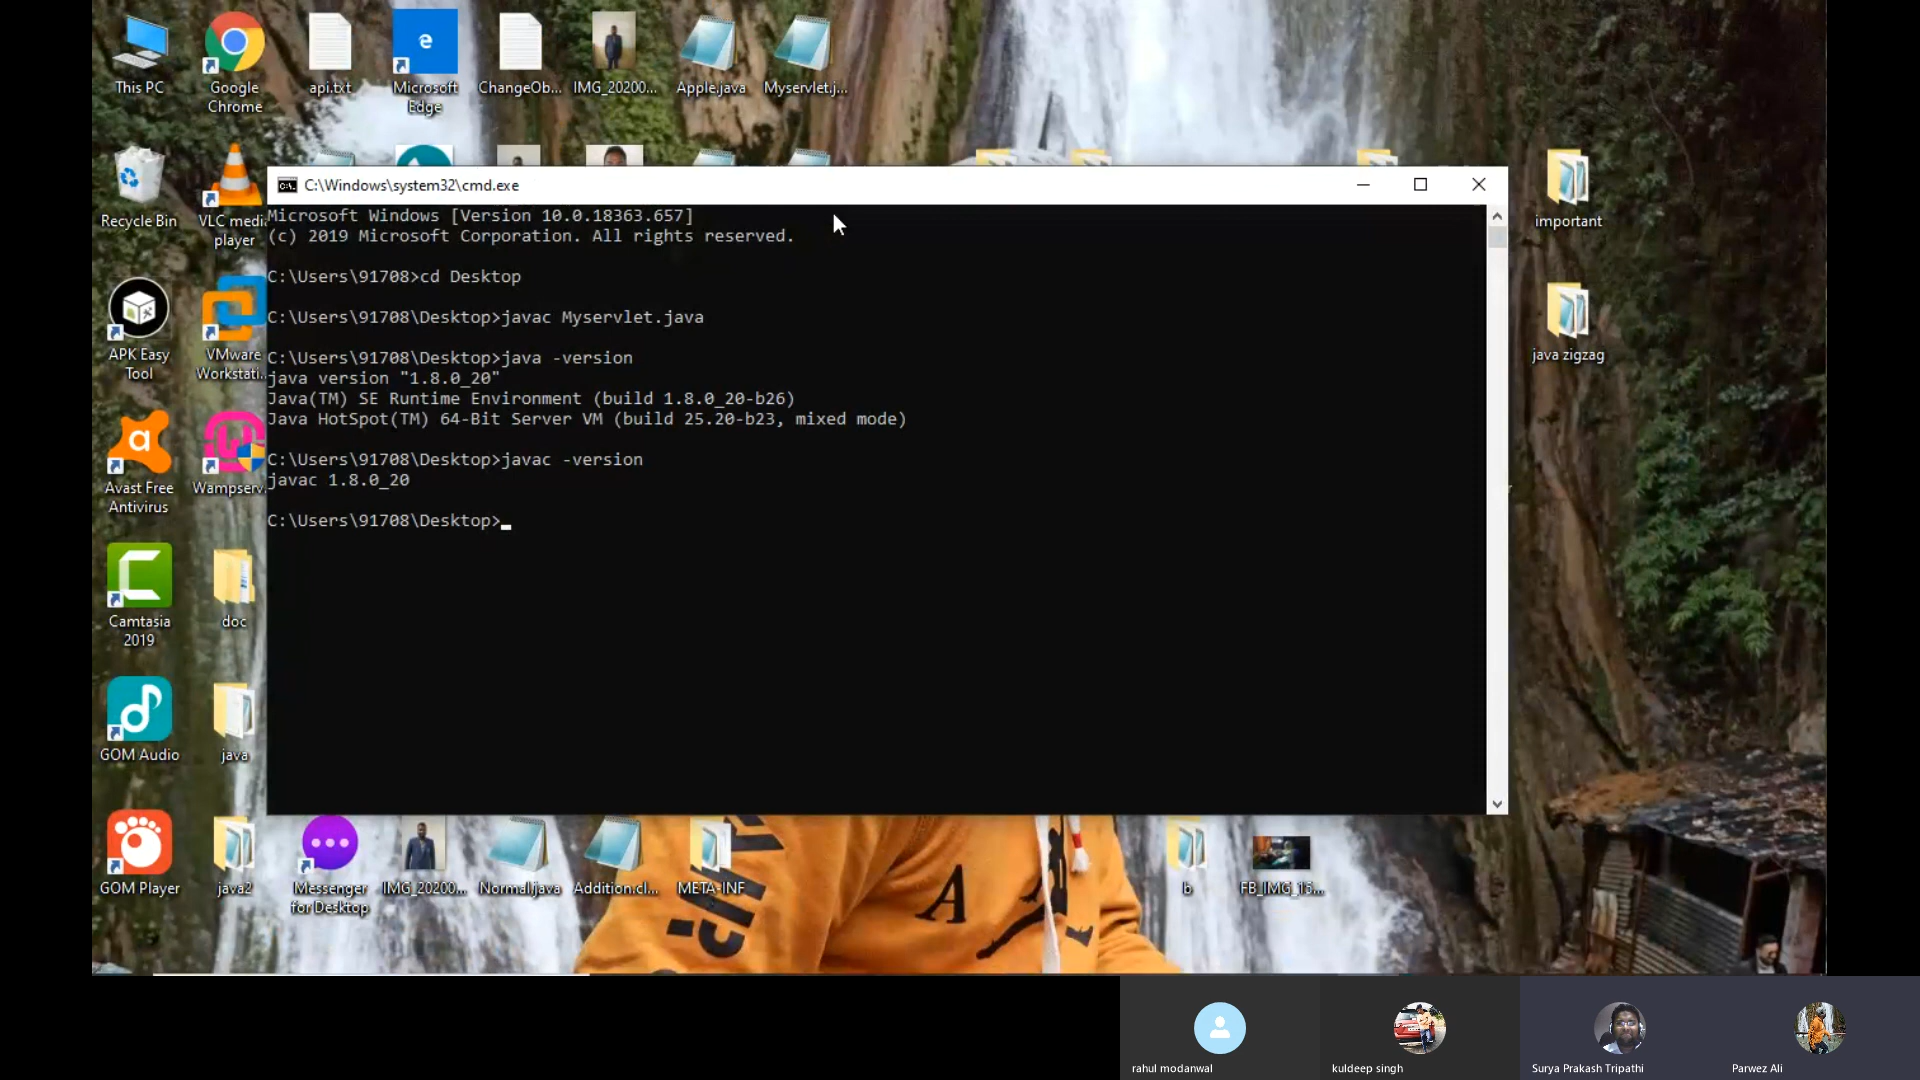 This PC
Google
Chrome
api.txt
Microsoft
Edge
ChangeOb...
IMG_20200...
Apple.java
Myservlet.j...
Recycle Bin
VLC medi
player
important
APK Easy
Tool
VMware
Workstati...
java zigzag
Avast Free
Antivirus
Wampserv
Camtasia
2019
doc
GOM Audio
java
GOM Player
java2
Messenger
for Desktop
IMG_20200...
Normal.java
Addition.cl...
META-INF
b
FB_IMG_15...
C:\Windows\system32\cmd.exe
Microsoft Windows [Version 10.0.18363.657]
(c) 2019 Microsoft Corporation. All rights reserved.
C:\Users\91708>cd Desktop
C:\Users\91708\Desktop>javac Myservlet.java
C:\Users\91708\Desktop>java -version
java version "1.8.0_20"
Java(TM) SE Runtime Environment (build 1.8.0_20-b26)
Java HotSpot(TM) 64-Bit Server VM (build 25.20-b23, mixed mode)
C:\Users\91708\Desktop>javac -version
javac 1.8.0_20
C:\Users\91708\Desktop>
rahul modanwal
kuldeep singh
Surya Prakash Tripathi
Parwez Ali